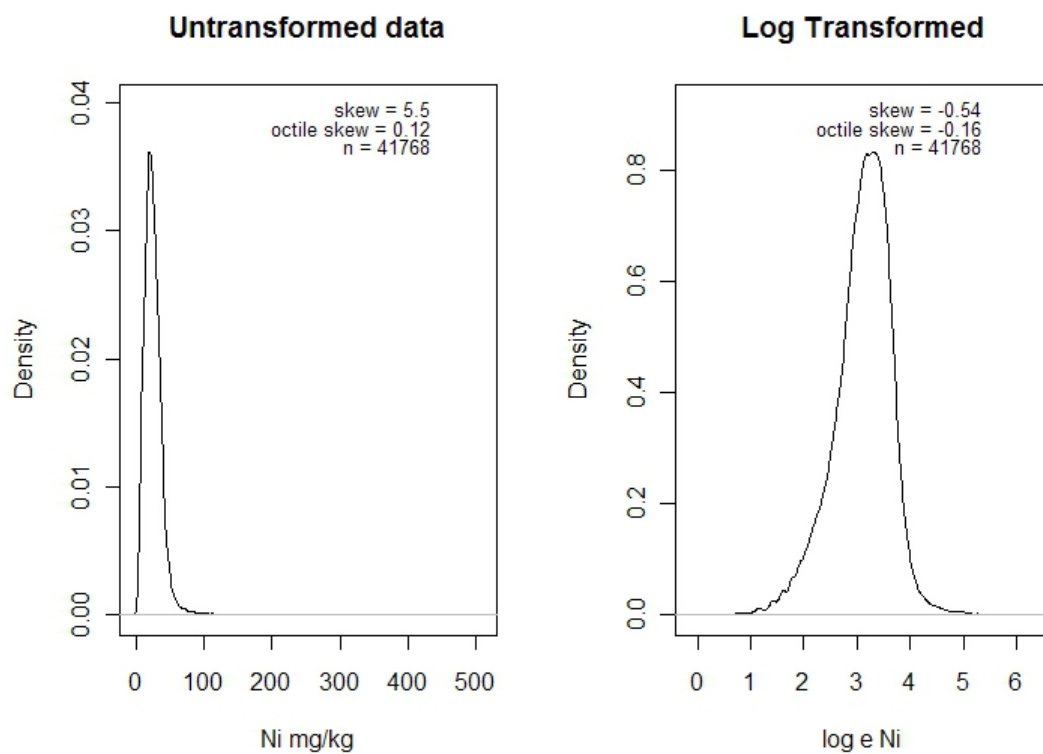 Untransformed data
skew = 5.5
octile skew = 0.12
n = 41768
0.04
0.03
0.02
0.01
0.00
Density
0 100 200 300 400 500
Ni mg/kg
Log Transformed
skew = -0.54
octile skew = -0.16
n = 41768
0.8
0.6
0.4
0.2
0.0
Density
0 1 2 3 4 5 6
log e Ni